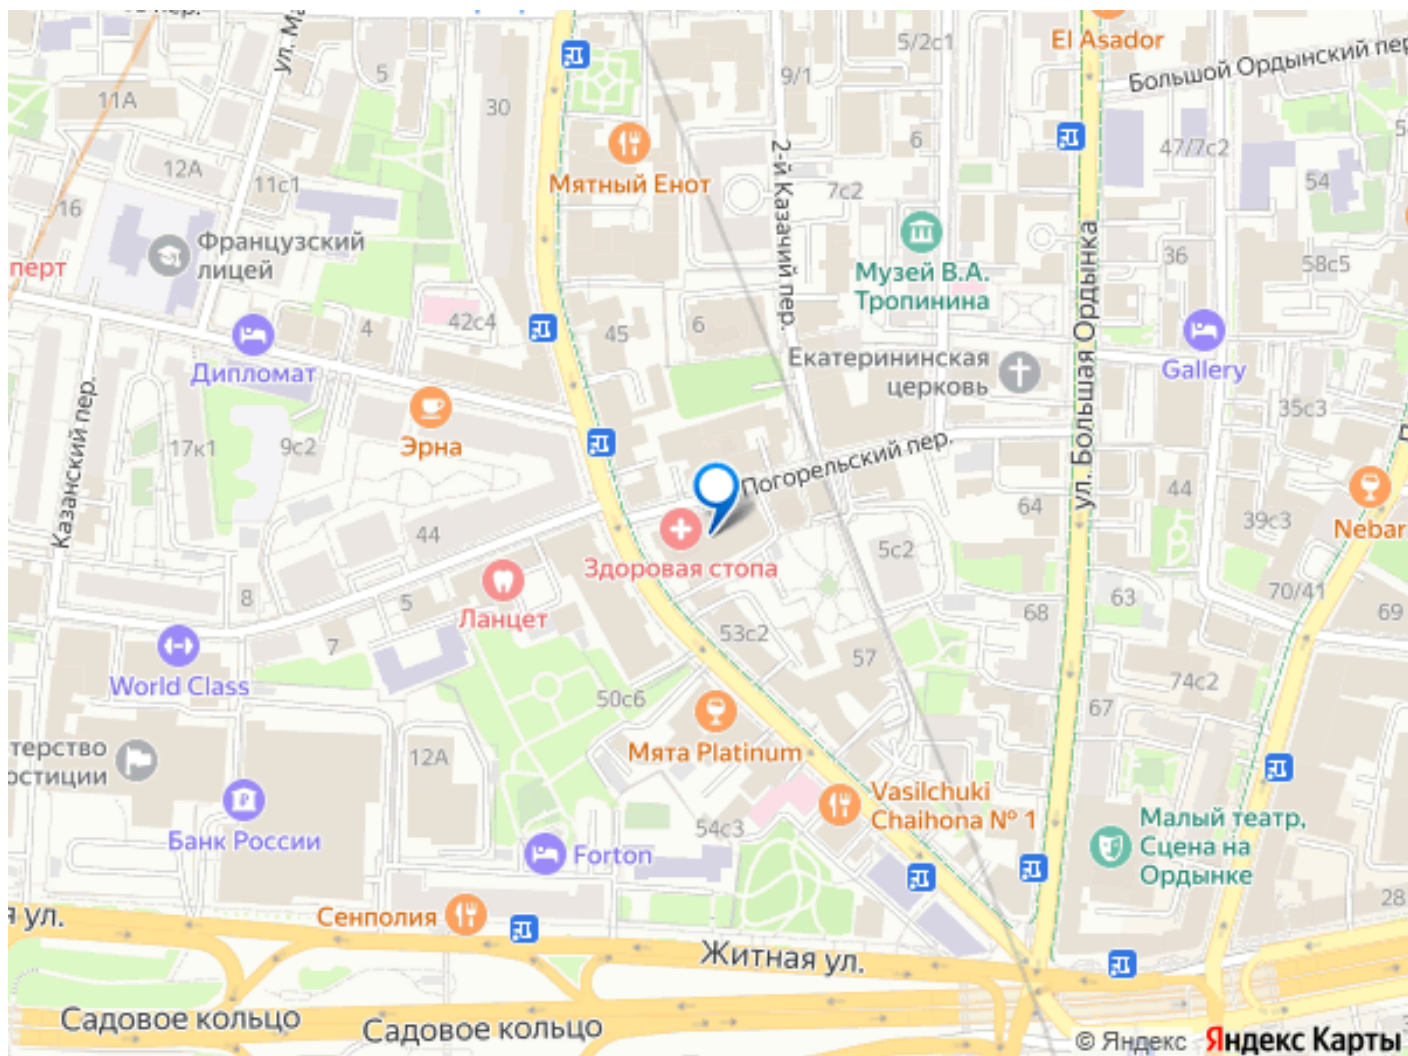 пер.
ул. Ма
5
5/2с1
El Asador
Большой Ордынский пер
9/1
11А
30
6
47/7с2
12А
11с1
Мятный Енот
2-й Казачий пер.
7с2
54
16
Французский
лицей
Музей В.А.
Тропинина
36
58с5
перт
42с4
4
45
6
ул. Большая Ордынка
Дипломат
Екатерининская
церковь
Gallery
Казанский пер.
17к1
9с2
Эрна
35с3
Погорельский пер.
44
64
44
39с3
Nebar
Здоровая стопа
5с2
8
5
Ланцет
7
53с2
57
68
63
70/41
69
World Class
50с6
74с2
67
терство
остиции
12А
Мята Platinum
Банк России
54с3
Vasilchuki
Chaihona № 1
Малый театр,
Сцена на
Ордынке
Forton
28
я ул.
Сенполия
Житная ул.
Садовое кольцо
Садовое кольцо
© Яндекс Яндекс Карты